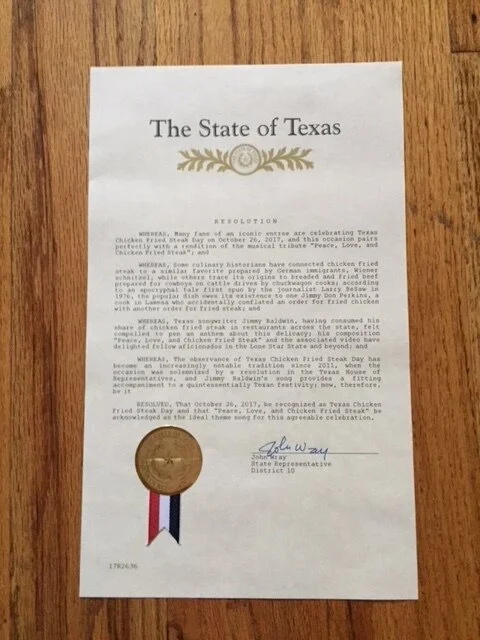 The State of Texas
RESOLUTION
WHEREAS, Many fans of an iconic entree are celebrating Texas
Chicken Fried Steak Day on October 26, 2017, and this occasion pairs
perfectly with a rendition of the musical tribute "Peace, Love, and
Chicken Fried Steak"; and
WHEREAS, Some culinary historians have connected chicken fried
steak to a similar favorite prepared by German immigrants, Wiener
schnitzel, while others trace its origins to breaded and fried beef
prepared for cowboys on cattle drives by chuckwagon cooks; according
to an apocryphal tale first spun by the journalist Larry BeSaw in
1976, the popular dish owes its existence to one Jimmy Don Perkins, a
cook in Lamesa who accidentally conflated an order for fried chicken
with another order for fried steak; and
WHEREAS, Texas songwriter Jimmy Baldwin, having consumed his
share of chicken fried steak in restaurants across the state, felt
compelled to pen an anthem about this delicacy; his composition
"Peace, Love, and Chicken Fried Steak" and the associated video have
delighted fellow aficionados in the Lone Star State and beyond; and
WHEREAS, The observance of Texas Chicken Fried Steak Day has
become an increasingly notable tradition since 2011, when the
occasion was solemnized by a resolution in the Texas House of
Representatives, and Jimmy Baldwin's song provides a fitting
accompaniment to a quintessentially Texan festivity; now, therefore,
be it
RESOLVED, That October 26, 2017, be recognized as Texas Chicken
Fried Steak Day and that "Peace, Love, and Chicken Fried Steak" be
acknowledged as the ideal theme song for this agreeable celebration.
John Wray
John Wray
State Representative
District 10
17R2636